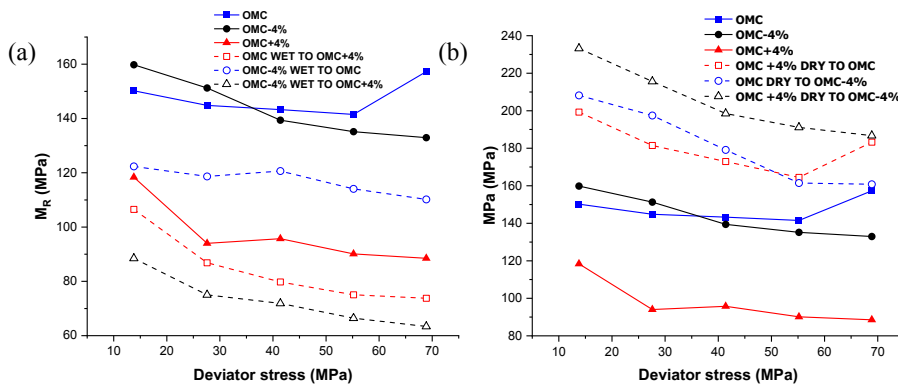 (a)
OMC
OMC-4%
OMC+4%
OMC WET TO OMC+4%
OMC-4% WET TO OMC
OMC-4% WET TO OMC+4%
160
140
120
100
80
60
M_R (MPa)
10 20 30 40 50 60 70
Deviator stress (MPa)
(b)
OMC
OMC-4%
OMC+4%
OMC +4% DRY TO OMC
OMC DRY TO OMC-4%
OMC +4% DRY TO OMC-4%
240
220
200
180
160
140
120
100
80
MPa (MPa)
10 20 30 40 50 60 70
Deviator stress (MPa)